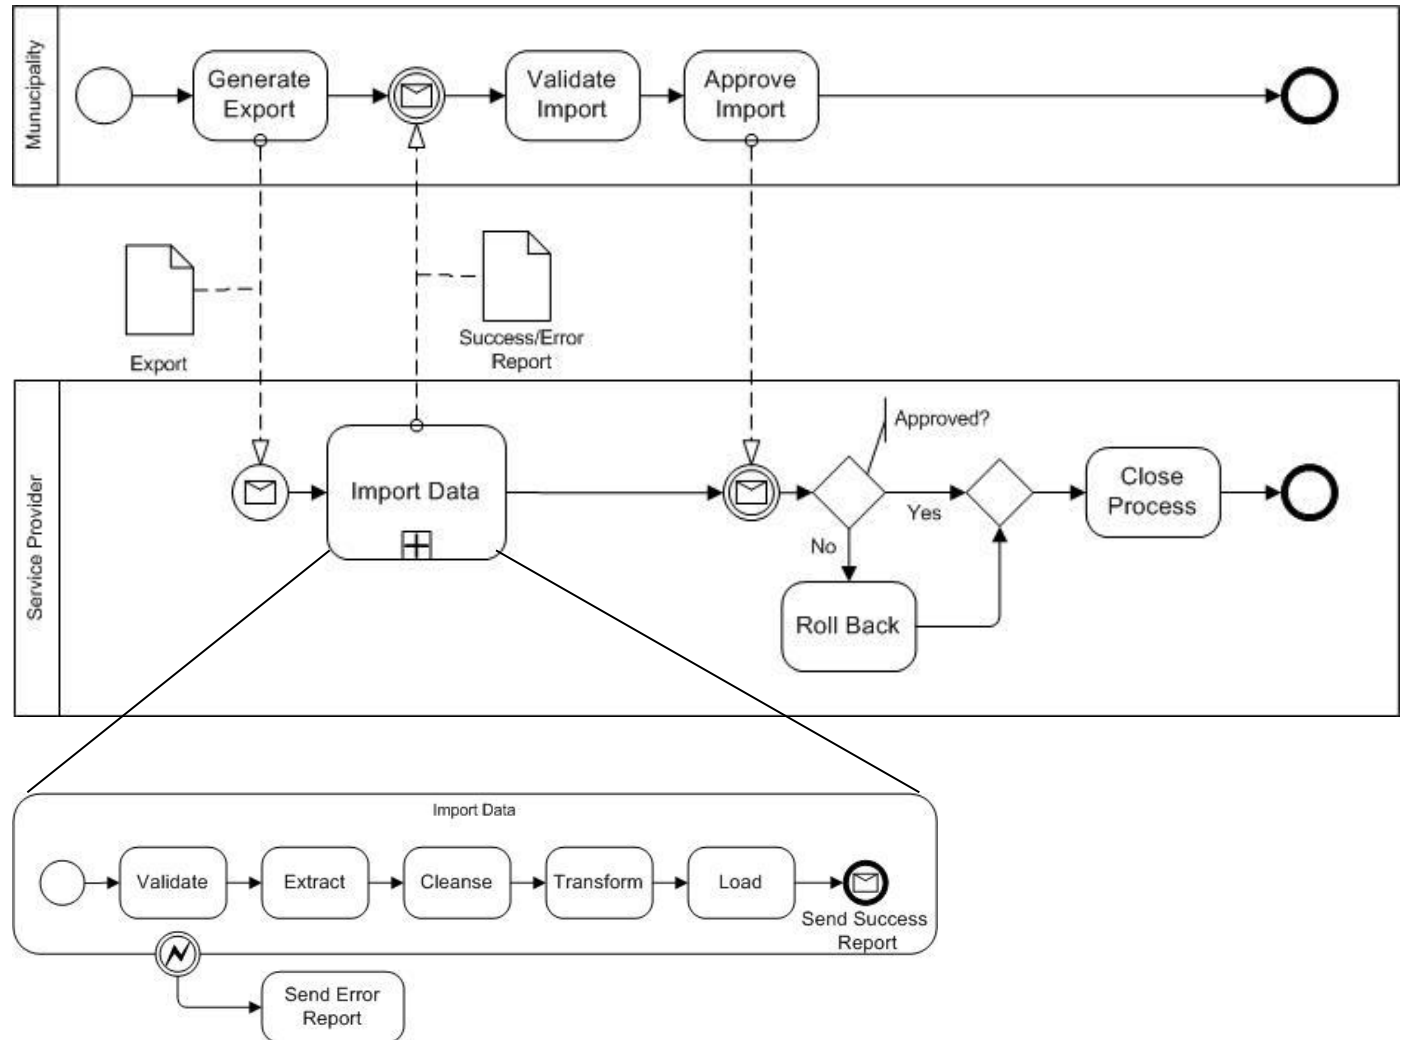 Munucipality
Generate
Export
Validate
Import
Approve
Import
Export
Success/Error
Report
Service Provider
Import Data
Approved?
Yes
No
Roll Back
Close
Process
Import Data
Validate
Extract
Cleanse
Transform
Load
Send Success
Report
Send Error
Report